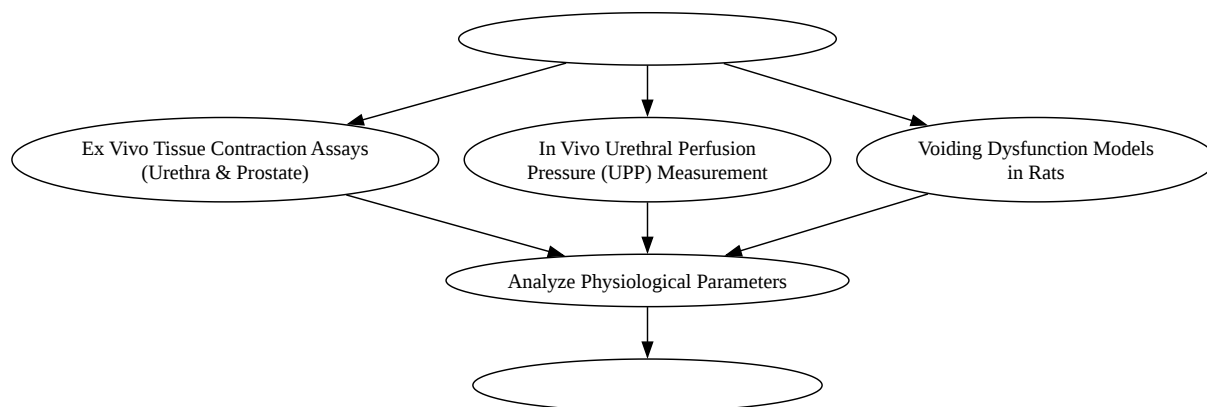 Ex Vivo Tissue Contraction Assays
(Urethra & Prostate)
In Vivo Urethral Perfusion
Pressure (UPP) Measurement
Voiding Dysfunction Models
in Rats
Analyze Physiological Parameters